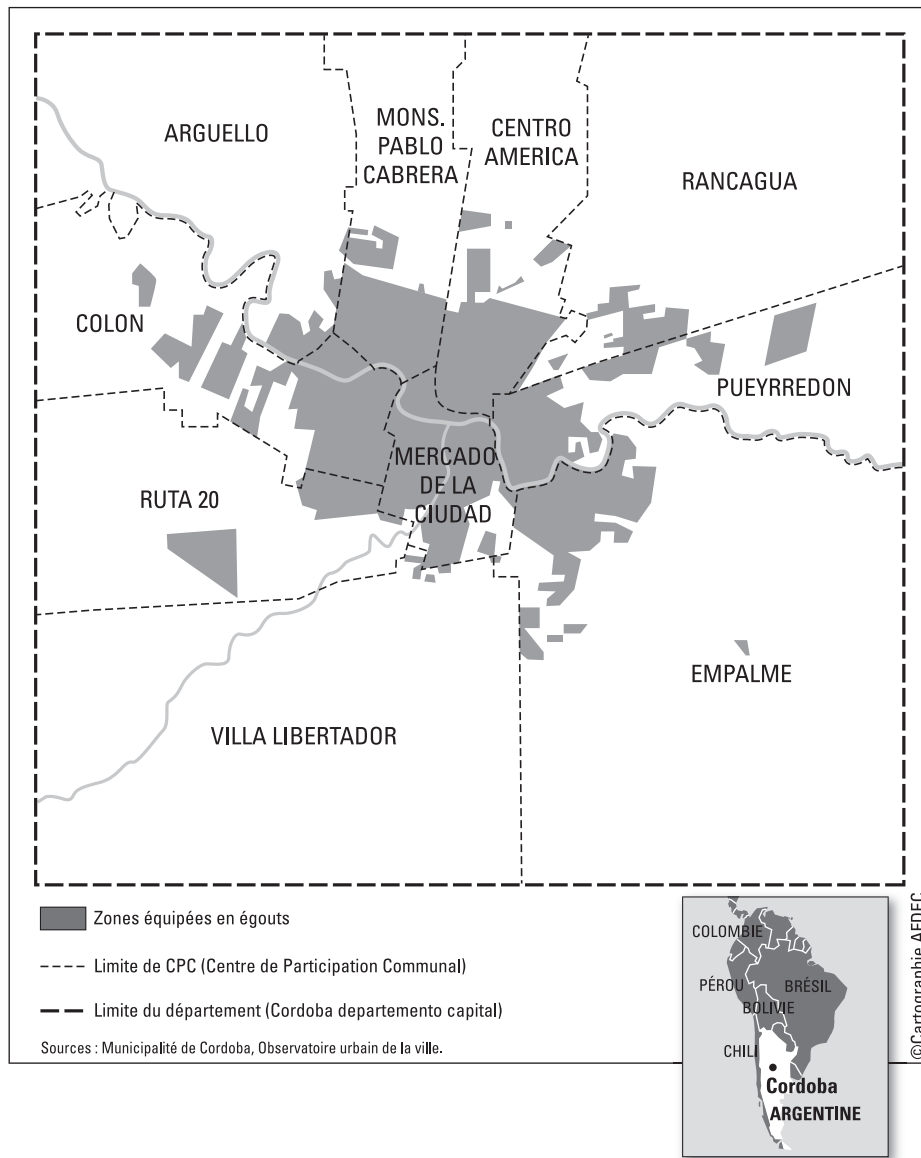 ARGUELLO
MONS.
PABLO
CABRERA
CENTRO
AMERICA
RANCAGUA
COLON
PUEYRREDON
MERCADO
DE LA
CIUDAD
RUTA 20
EMPALME
VILLA LIBERTADOR
Zones équipées en égouts
Limite de CPC (Centre de Participation Communal)
Limite du département (Cordoba departemento capital)
Sources : Municipalité de Cordoba, Observatoire urbain de la ville.
COLOMBIE
PÉROU
BRÉSIL
BOLIVIE
CHILI
Cordoba
ARGENTINE
©Cartographie AFDEC